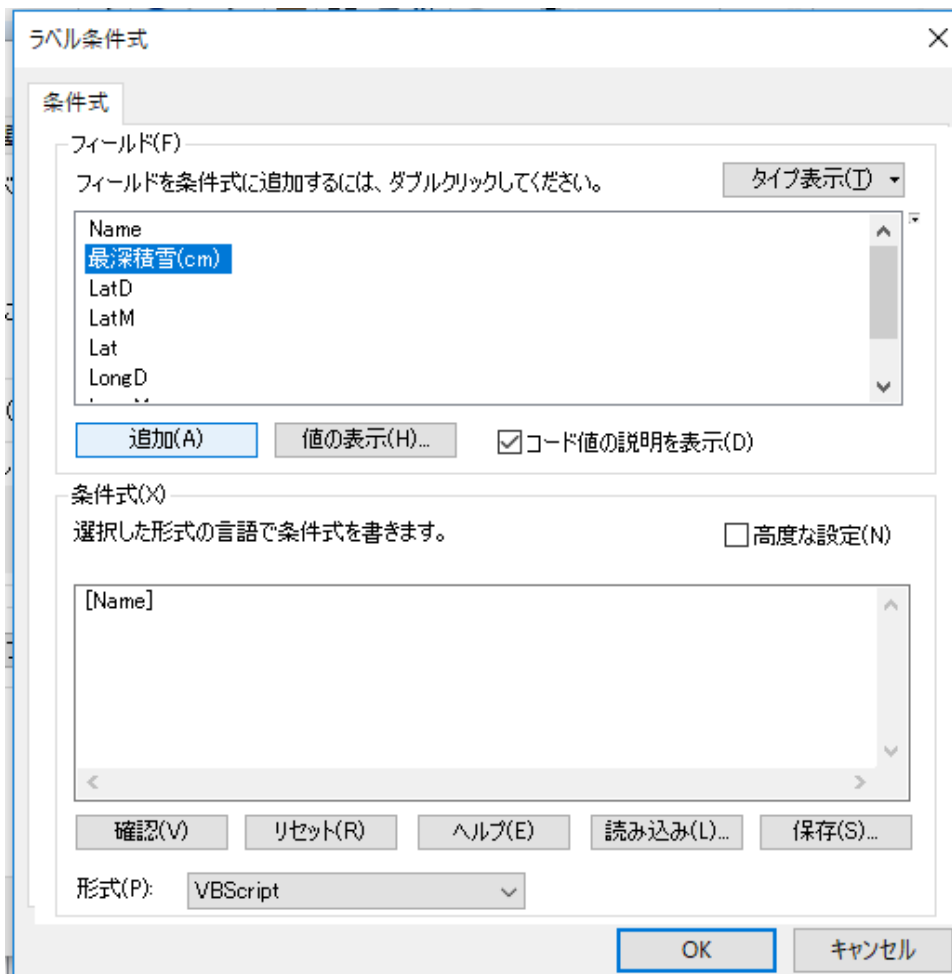 ラベル条件式
条件式
フィールド(F)
フィールドを条件式に追加するには、ダブルクリックしてください。
タイプ表示(T)
Name
最深積雪(cm)
LatD
LatM
Lat
LongD
追加(A)
値の表示(H)...
コード値の説明を表示(D)
条件式(X)
選択した形式の言語で条件式を書きます。
高度な設定(N)
[Name]
確認(V)
リセット(R)
ヘルプ(E)
読み込み(L)...
保存(S)...
形式(P):
VBScript
OK
キャンセル